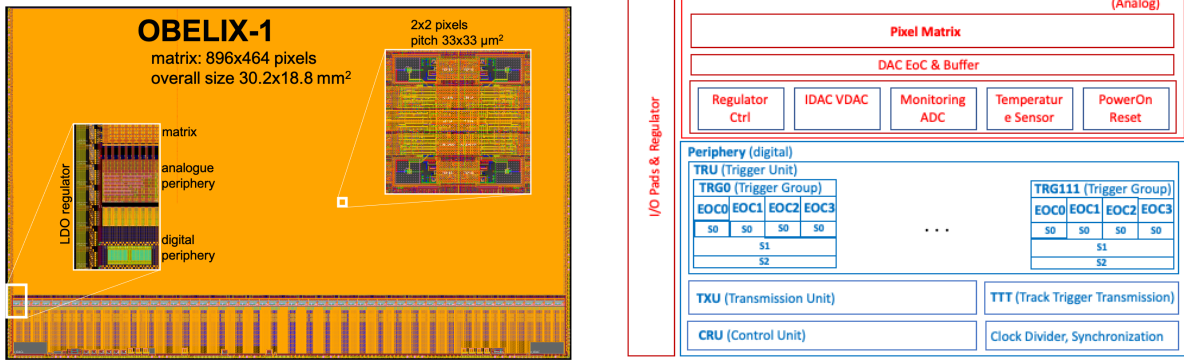 OBELIX-1
matrix: 896x464 pixels
overall size 30.2x18.8 mm²
2x2 pixels
pitch 33x33 µm²
matrix
analogue
periphery
digital
periphery
LDO regulator
I/O Pads & Regulator
(Analog)
Pixel Matrix
DAC EoC & Buffer
Regulator
Ctrl
IDAC VDAC
Monitoring
ADC
Temperatur
e Sensor
PowerOn
Reset
Periphery (digital)
TRU (Trigger Unit)
TRG0 (Trigger Group)
EOC0 EOC1 EOC2 EOC3
S0 S0 S0 S0
S1
S2
...
TRG111 (Trigger Group)
EOC0 EOC1 EOC2 EOC3
S0 S0 S0 S0
S1
S2
TXU (Transmission Unit)
TTT (Track Trigger Transmission)
CRU (Control Unit)
Clock Divider, Synchronization